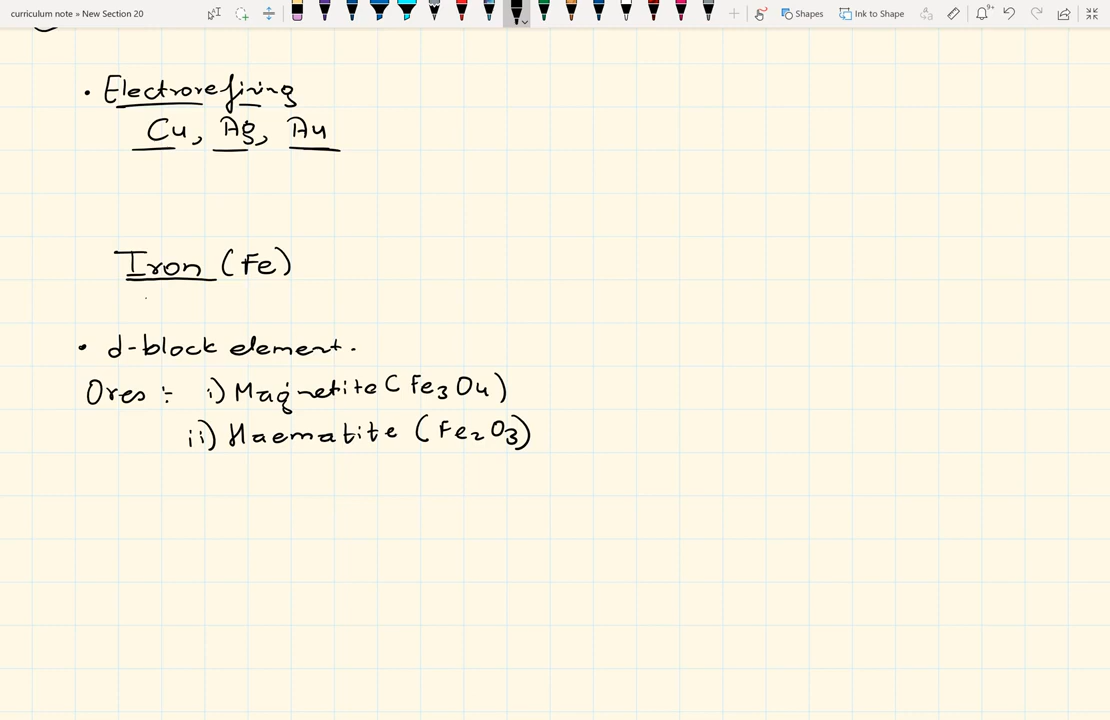 curriculum note » New Section 20
Shapes
Ink to Shape
9+
• Electrorefining
Cu, Ag, Au
Iron (Fe)
• d-block element.
Ores :- i) Magnetite (Fe3O4)
ii) Haematite (Fe2O3)